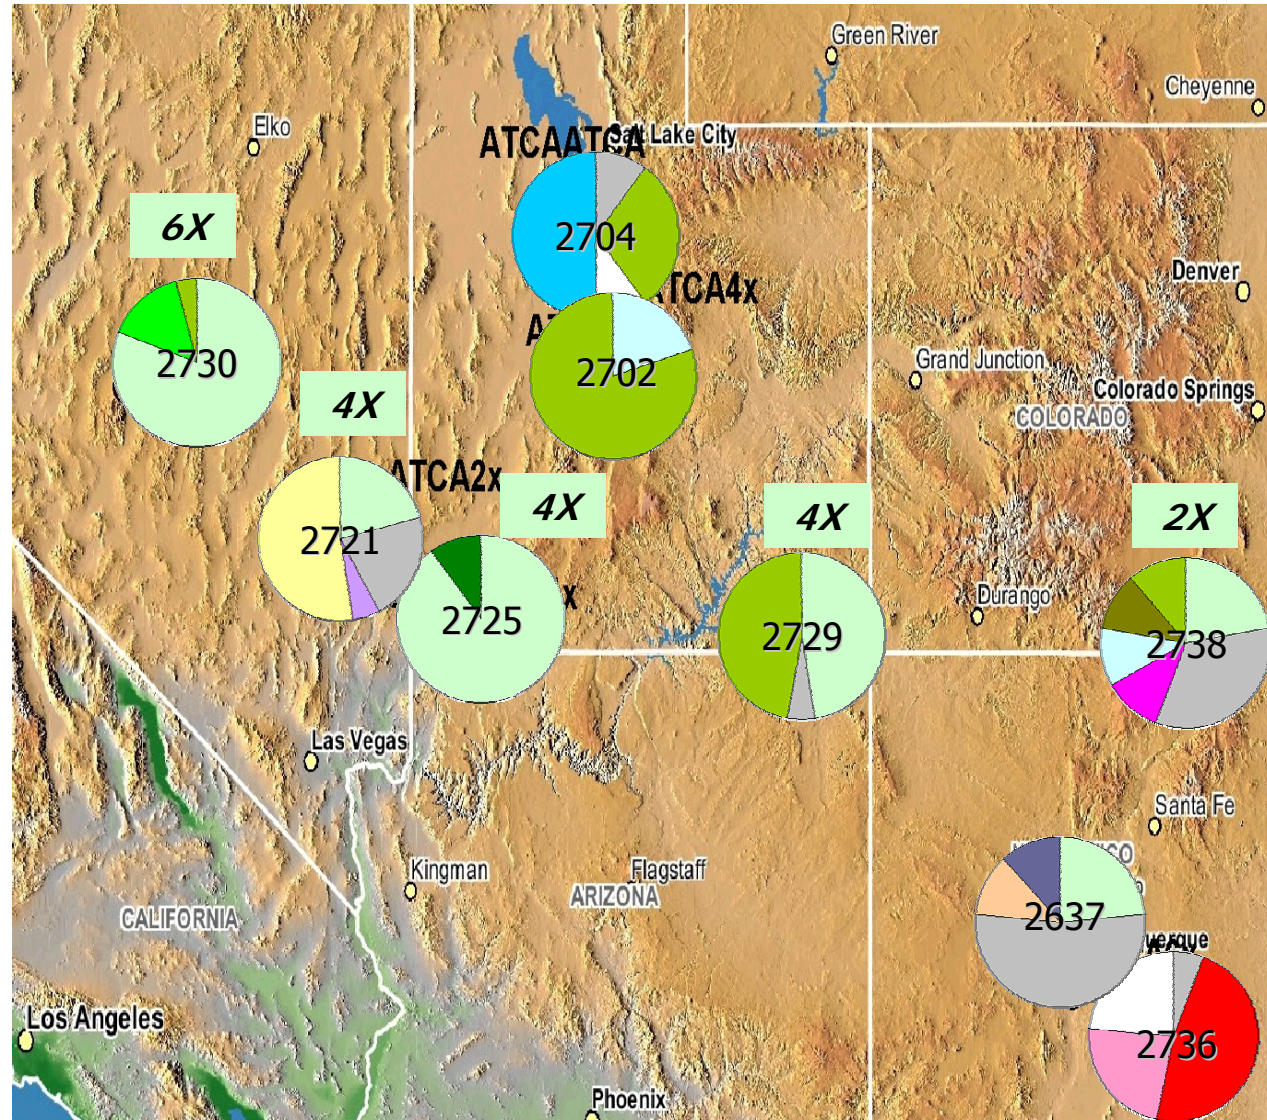 Green River
Cheyenne
Elko
ATCAATCA
Salt Lake City
6X
2704
Denver
ATCA4x
2730
2702
Grand Junction
Colorado Springs
COLORADO
4X
ATCA2x
4X
4X
2X
2721
Durango
2725
x
2729
2738
Las Vegas
Santa Fe
Kingman
Flagstaff
ARIZONA
CALIFORNIA
2637
Los Angeles
2736
Phoenix